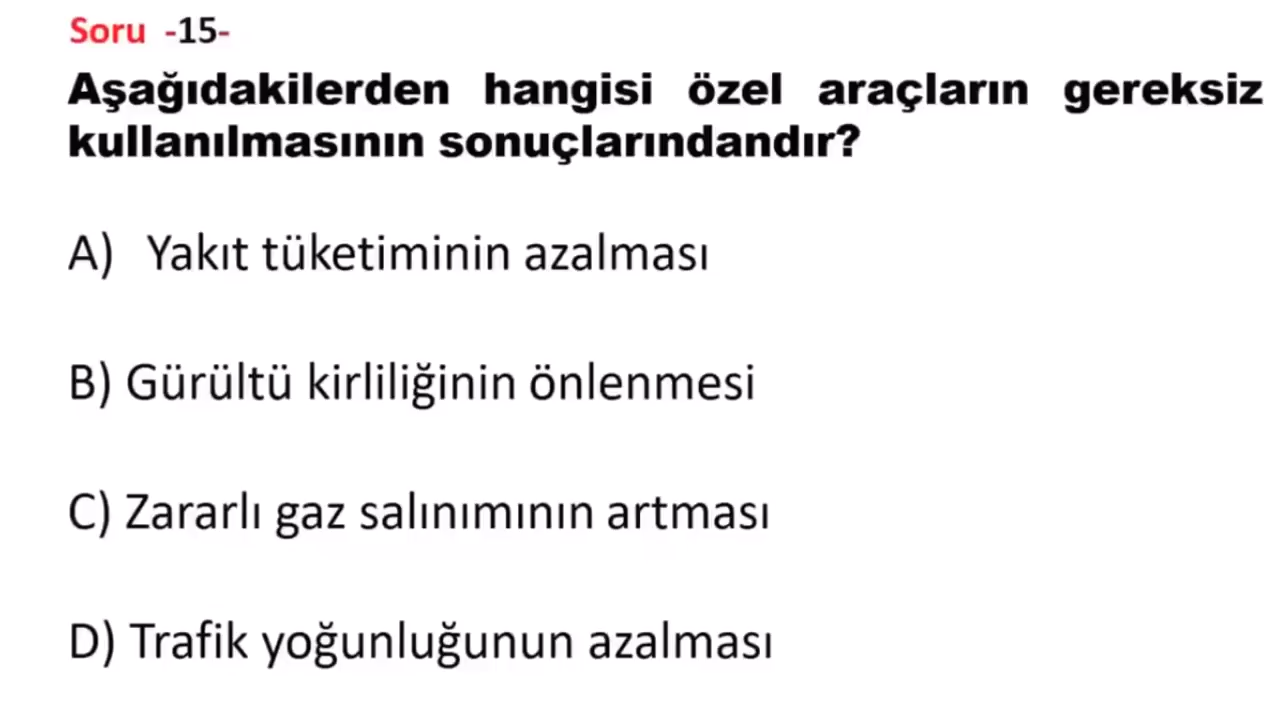 Soru -15-
Aşağıdakilerden hangisi özel araçların gereksiz
kullanılmasının sonuçlarındandır?
A) Yakıt tüketiminin azalması
B) Gürültü kirliliğinin önlenmesi
C) Zararlı gaz salınımının artması
D) Trafik yoğunluğunun azalması